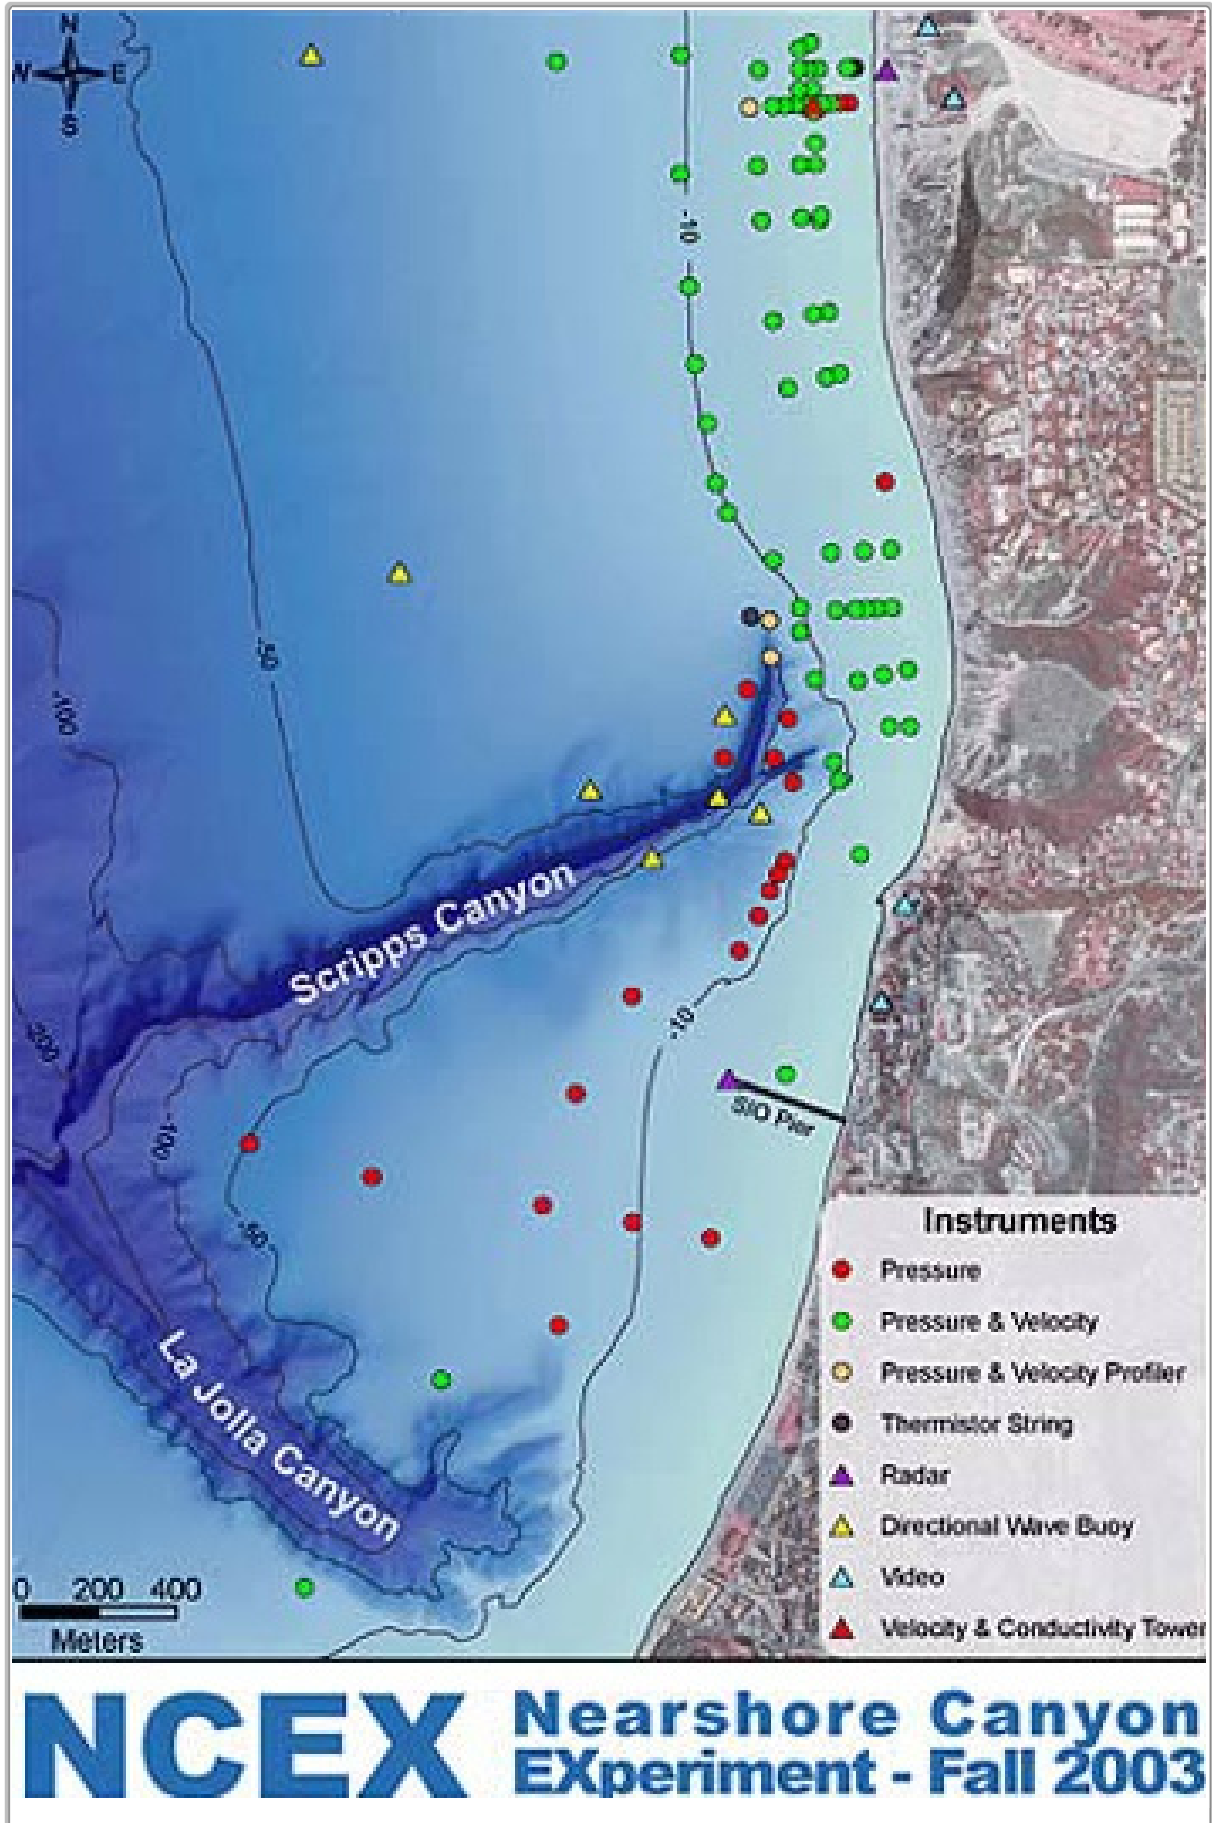 N
W E
S
-10
-50
-100
Scripps Canyon
-200
-10
-100
SIO Pier
-50
La Jolla Canyon
Instruments
Pressure
Pressure & Velocity
Pressure & Velocity Profiler
Thermistor String
Radar
Directional Wave Buoy
Video
Velocity & Conductivity Tower
0 200 400
Meters
NCEX Nearshore Canyon
EXperiment - Fall 2003